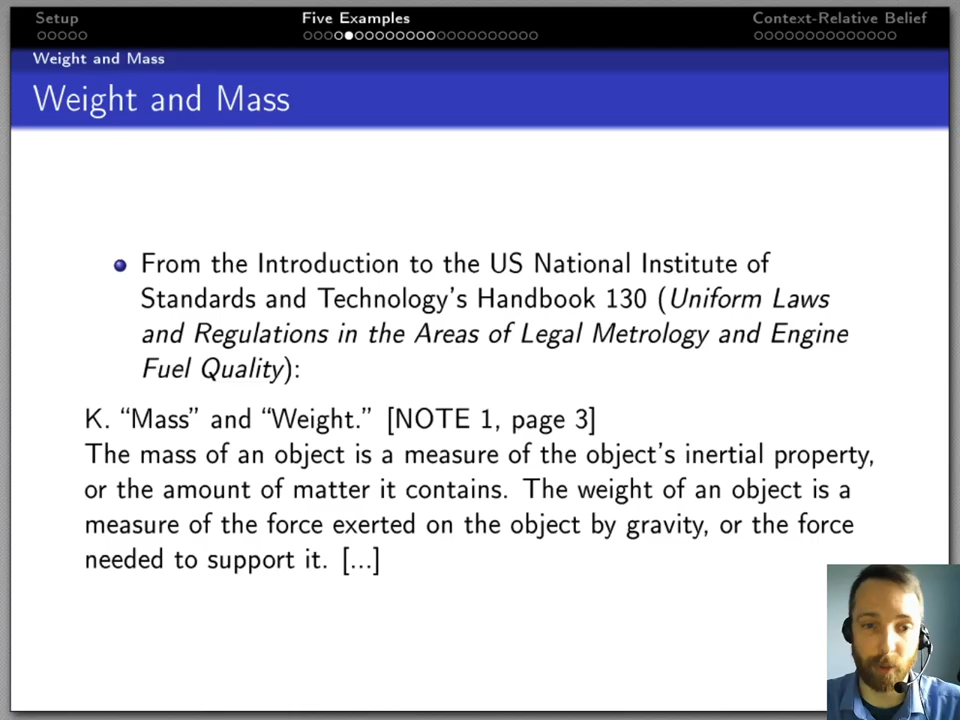 Setup
Five Examples
Context-Relative Belief
Weight and Mass
Weight and Mass
From the Introduction to the US National Institute of
Standards and Technology's Handbook 130 (Uniform Laws
and Regulations in the Areas of Legal Metrology and Engine
Fuel Quality):
K. “Mass” and “Weight.” [NOTE 1, page 3]
The mass of an object is a measure of the object's inertial property,
or the amount of matter it contains. The weight of an object is a
measure of the force exerted on the object by gravity, or the force
needed to support it. [...]